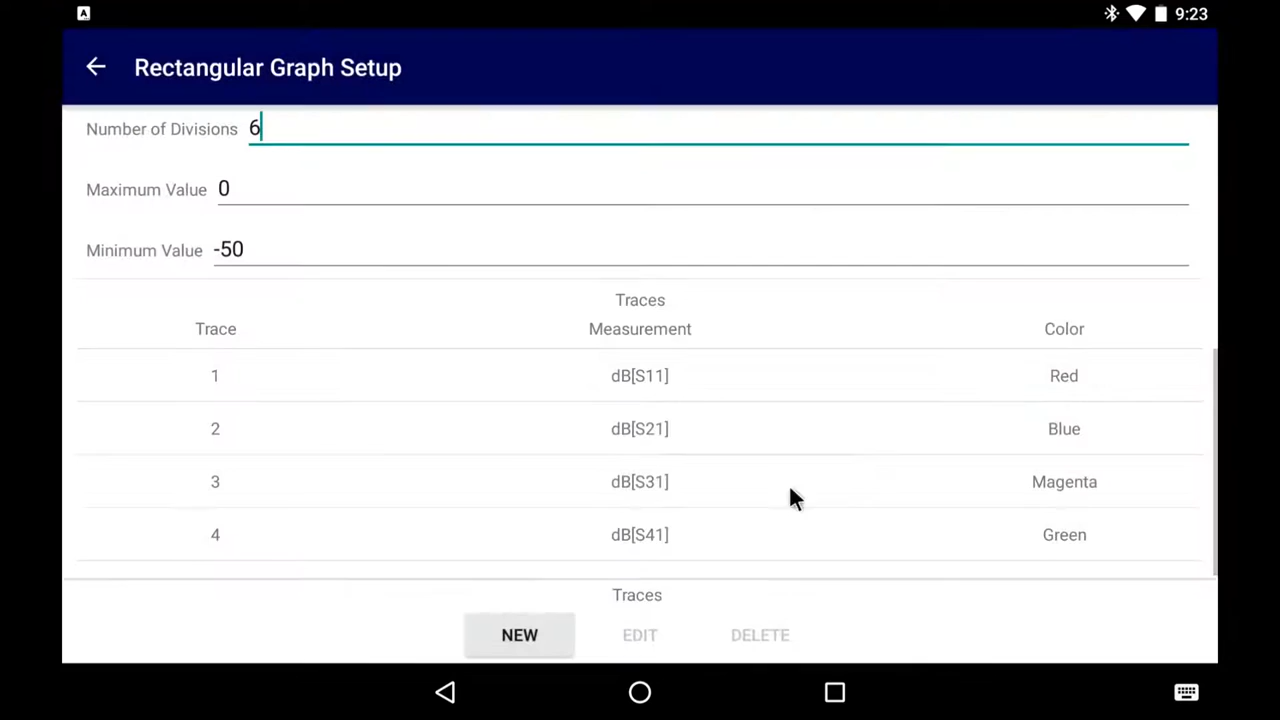 A
9:23
Rectangular Graph Setup
Number of Divisions 6
Maximum Value 0
Minimum Value -50
Traces
Trace Measurement Color
1 dB[S11] Red
2 dB[S21] Blue
3 dB[S31] Magenta
4 dB[S41] Green
Traces
NEW EDIT DELETE